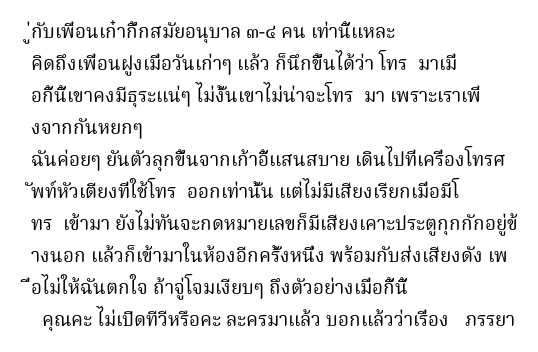 ู่กับเพื่อนเก๋ากี๊กสมัยอนุบาล ๓-๔ คน เท่านี้แหละ
คิดถึงเพื่อนฝูงเมื่อวันเก่าๆ แล้ว ก็นึกขึ้นได้ว่า โทร มาเมื
่อกี้นี้เขาคงมีธุระแน่ๆ ไม่งั้นเขาไม่น่าจะโทร มา เพราะเราเพิ
่งจากกันหยกๆ
ฉันค่อยๆ ยันตัวลุกขึ้นจากเก้าอี้แสนสบาย เดินไปที่เครื่องโทรศ
ัพท์หัวเตียงที่ใช้โทร ออกเท่านั้น แต่ไม่มีเสียงเรียกเมื่อมีโ
ทร เข้ามา ยังไม่ทันจะกดหมายเลขก็มีเสียงเคาะประตูกุกกักอยู่ข้
างนอก แล้วก็เข้ามาในห้องอีกครั้งหนึ่ง พร้อมกับส่งเสียงดัง เพ
ื่อไม่ให้ฉันตกใจ ถ้าจู่โจมเงียบๆ ถึงตัวอย่างเมื่อกี้นี้
คุณคะ ไม่เปิดทีวีหรือคะ ละครมาแล้ว บอกแล้วว่าเรื่อง ภรรยา